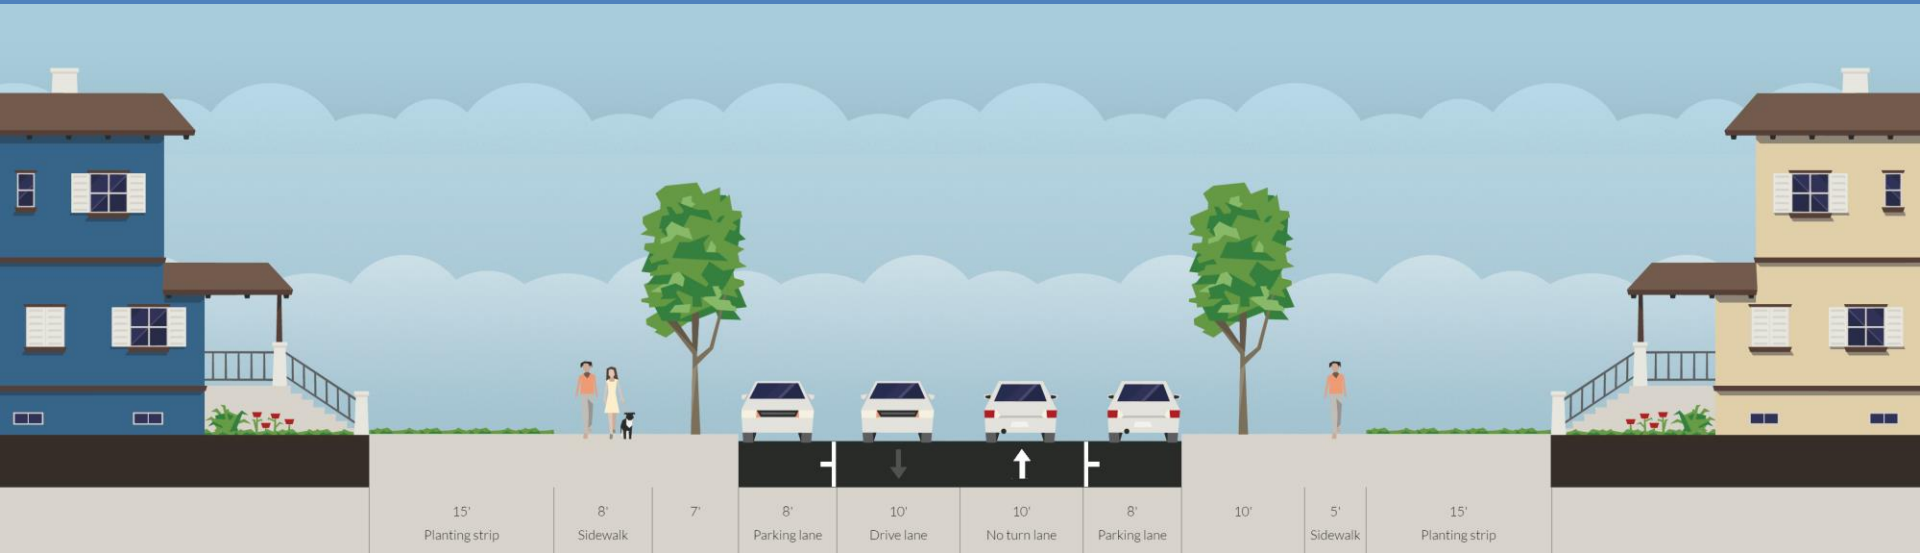 15' 8' 7' 8' 10' 10' 8' 10' 5' 15'
Planting strip Sidewalk Parking lane Drive lane No turn lane Parking lane Sidewalk Planting strip